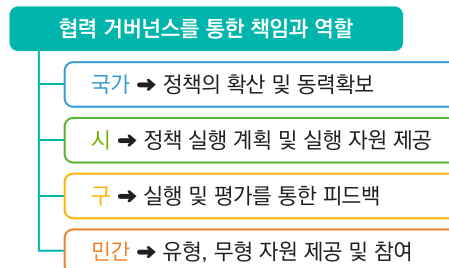 협력 거버넌스를 통한 책임과 역할
국가 ➜ 정책의 확산 및 동력확보
시 ➜ 정책 실행 계획 및 실행 자원 제공
구 ➜ 실행 및 평가를 통한 피드백
민간 ➜ 유형, 무형 자원 제공 및 참여